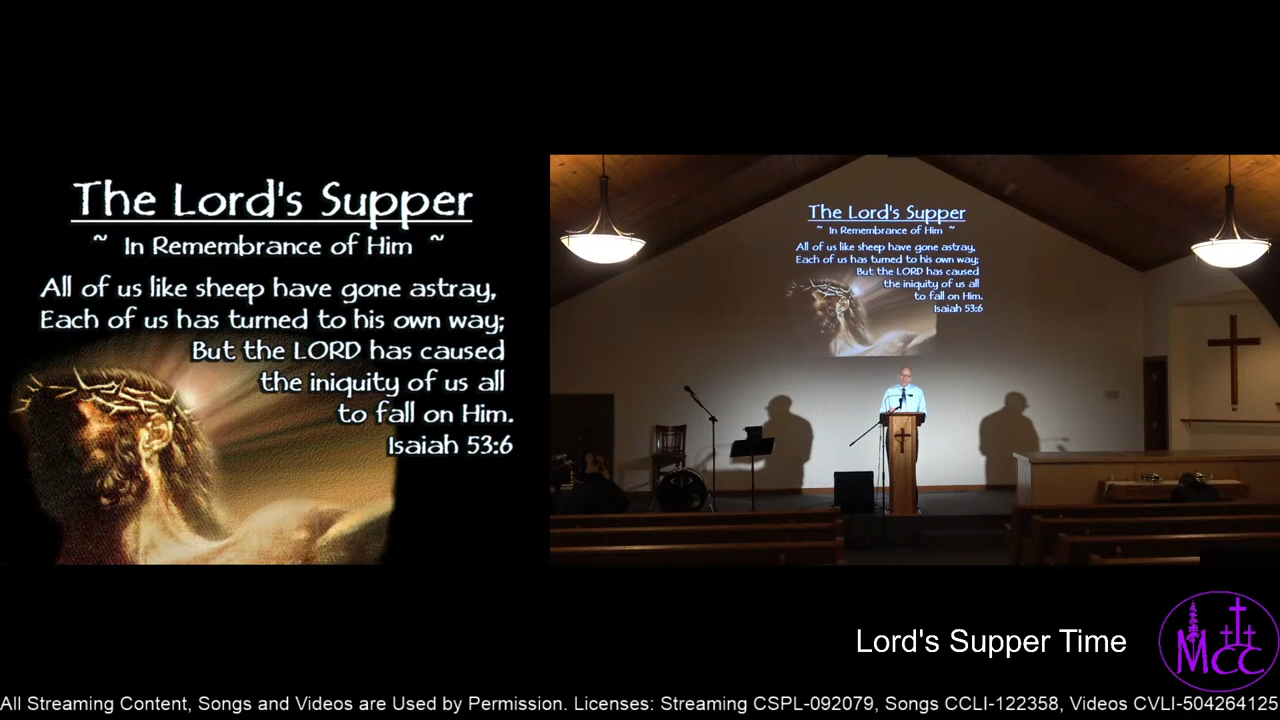 The Lord's Supper
~ In Remembrance of Him ~
All of us like sheep have gone astray,
Each of us has turned to his own way;
But the LORD has caused
the iniquity of us all
to fall on Him.
Isaiah 53:6
The Lord's Supper
~ In Remembrance of Him ~
All of us like sheep have gone astray,
Each of us has turned to his own way;
But the LORD has caused
the iniquity of us all
to fall on Him.
Isaiah 53:6
Lord's Supper Time
MCC
All Streaming Content, Songs and Videos are Used by Permission. Licenses: Streaming CSPL-092079, Songs CCLI-122358, Videos CVLI-504264125